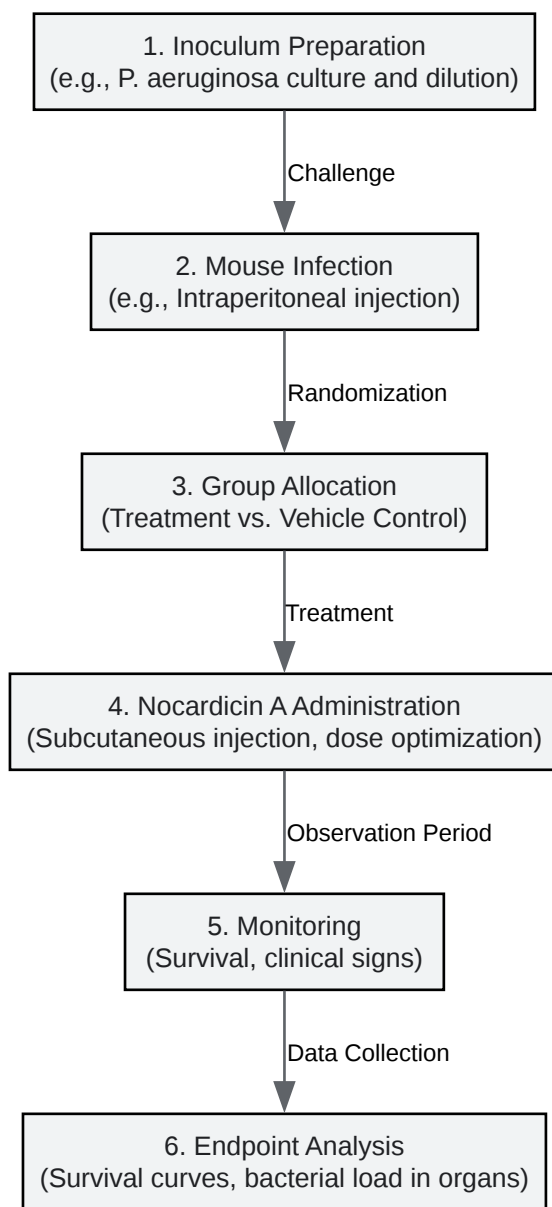 1. Inoculum Preparation
(e.g., P. aeruginosa culture and dilution)
Challenge
2. Mouse Infection
(e.g., Intraperitoneal injection)
Randomization
3. Group Allocation
(Treatment vs. Vehicle Control)
Treatment
4. Nocardicin A Administration
(Subcutaneous injection, dose optimization)
Observation Period
5. Monitoring
(Survival, clinical signs)
Data Collection
6. Endpoint Analysis
(Survival curves, bacterial load in organs)